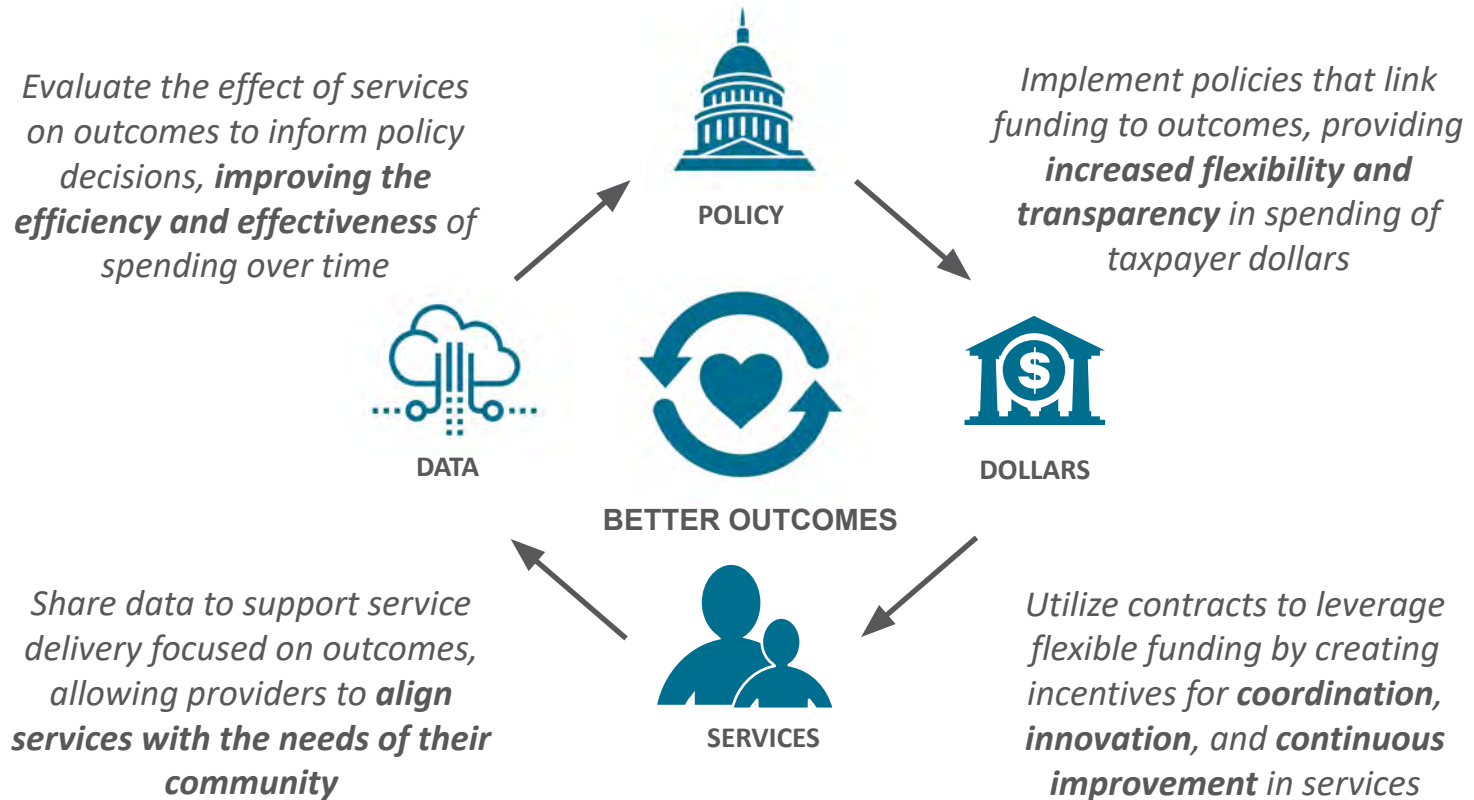 Evaluate the effect of services
on outcomes to inform policy
decisions, improving the
efficiency and effectiveness of
spending over time
POLICY
Implement policies that link
funding to outcomes, providing
increased flexibility and
transparency in spending of
taxpayer dollars
DATA
$
DOLLARS
BETTER OUTCOMES
Share data to support service
delivery focused on outcomes,
allowing providers to align
services with the needs of their
community
SERVICES
Utilize contracts to leverage
flexible funding by creating
incentives for coordination,
innovation, and continuous
improvement in services